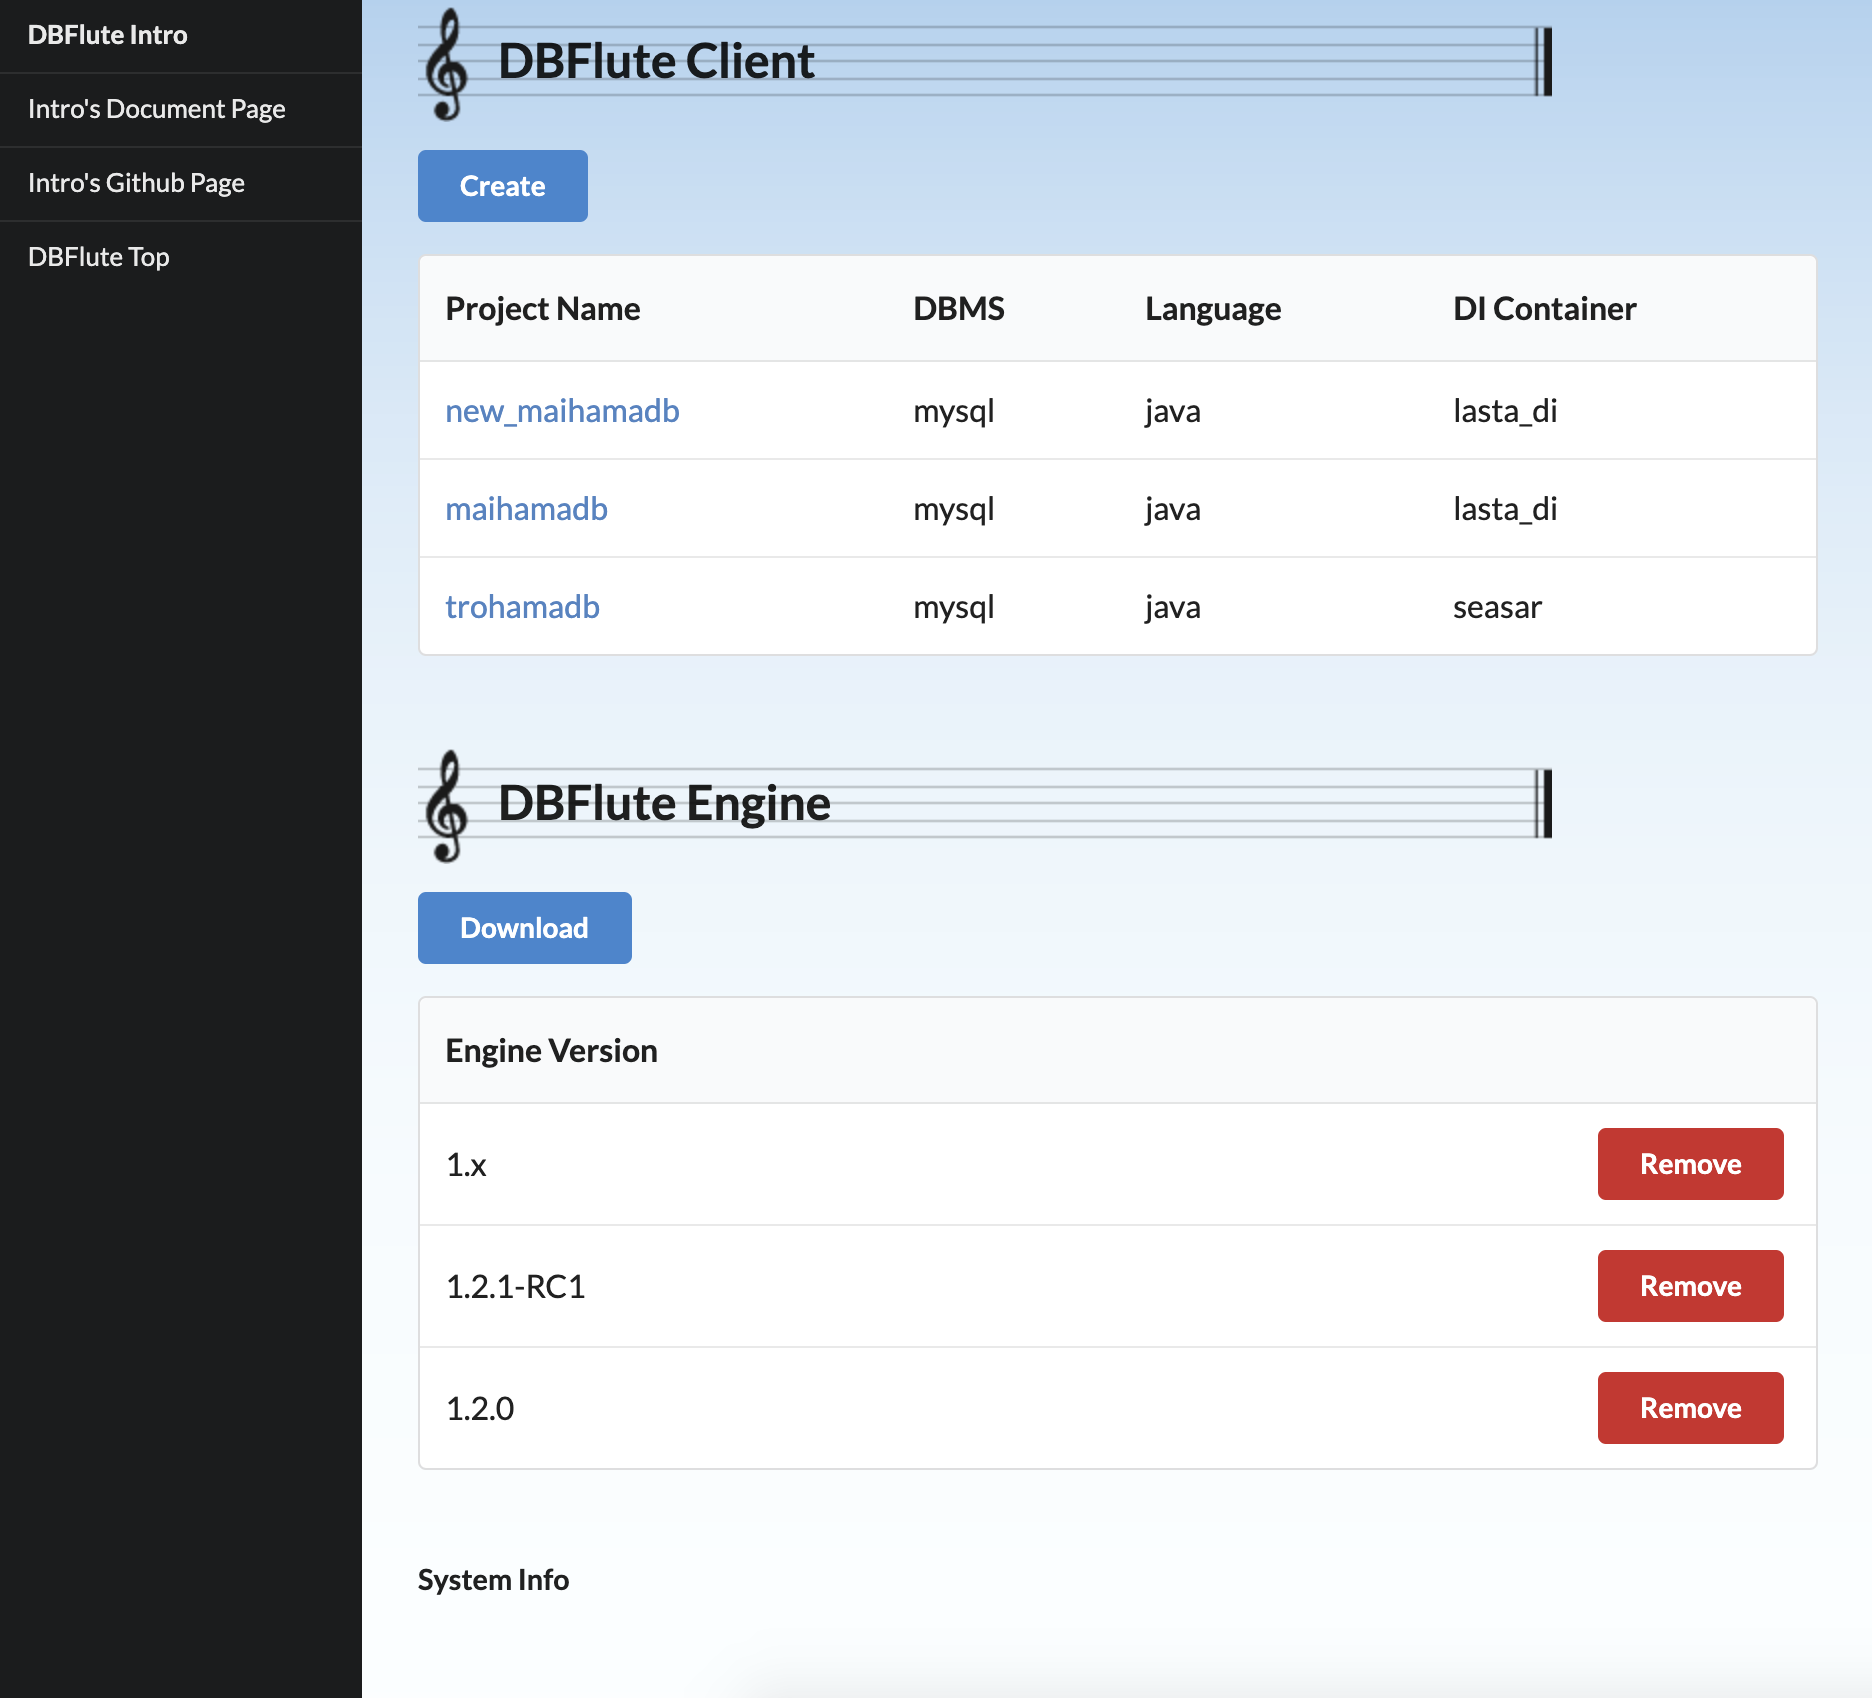 DBFlute Intro
Intro's Document Page
Intro's Github Page
DBFlute Top
DBFlute Client
Create
Project Name DBMS Language DI Container
new_maihamadb mysql java lasta_di
maihamadb mysql java lasta_di
trohamadb mysql java seasar
DBFlute Engine
Download
Engine Version
1.x Remove
1.2.1-RC1 Remove
1.2.0 Remove
System Info